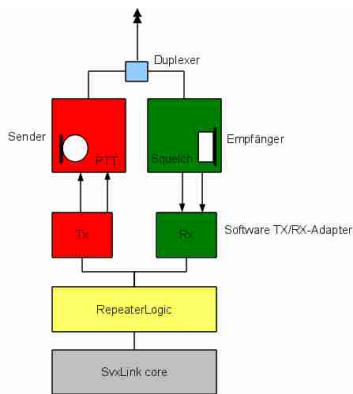 Duplexer
Sender
PTT
Squelch
Empfänger
Tx
Rx
Software TX/RX-Adapter
RepeaterLogic
SvxLink core